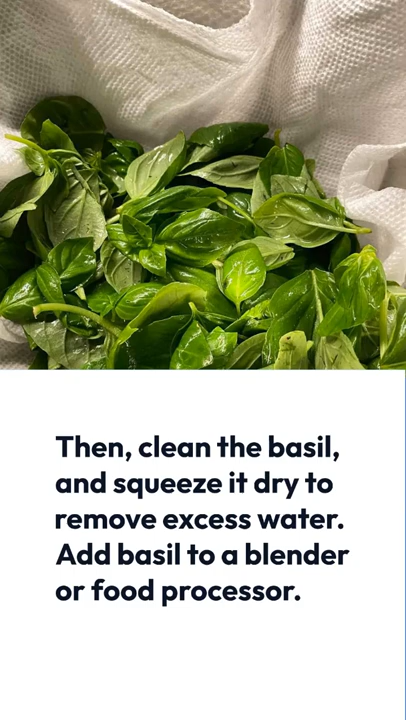 Then, clean the basil,
and squeeze it dry to
remove excess water.
Add basil to a blender
or food processor.